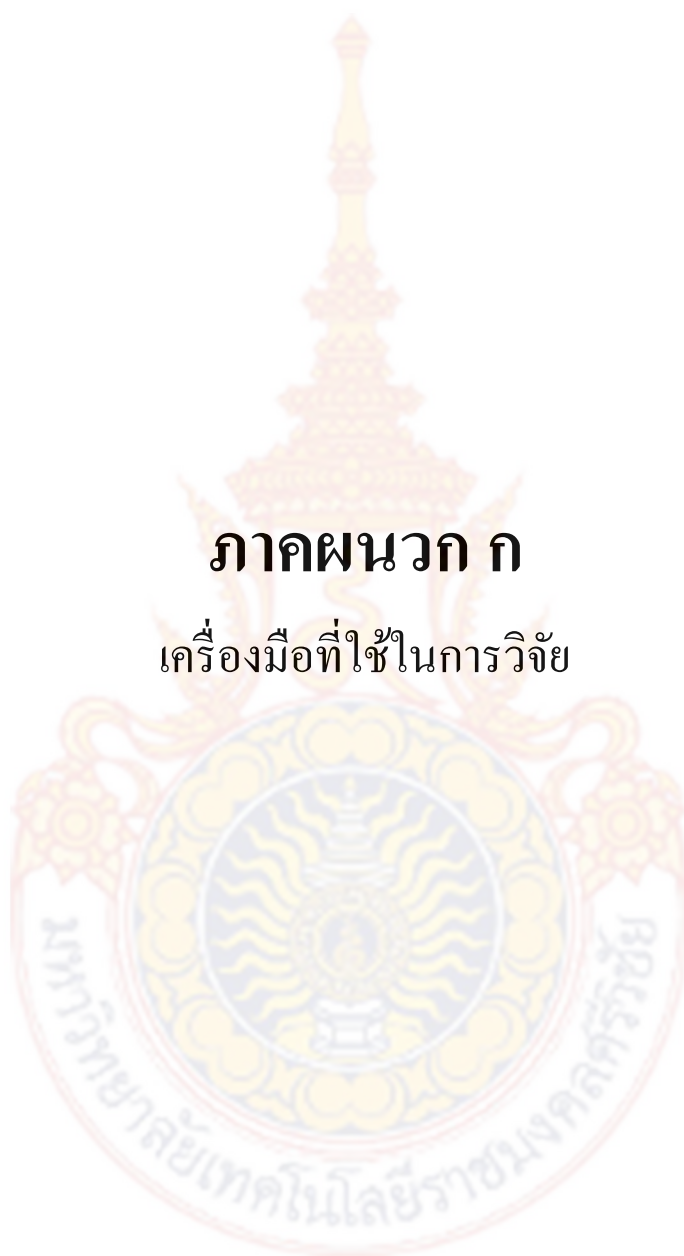 ภาคผนวก ก
เครื่องมือที่ใช้ในการวิจัย
มหาวิทยาลัยเทคโนโลยีราชมงคลศรีวิชัย